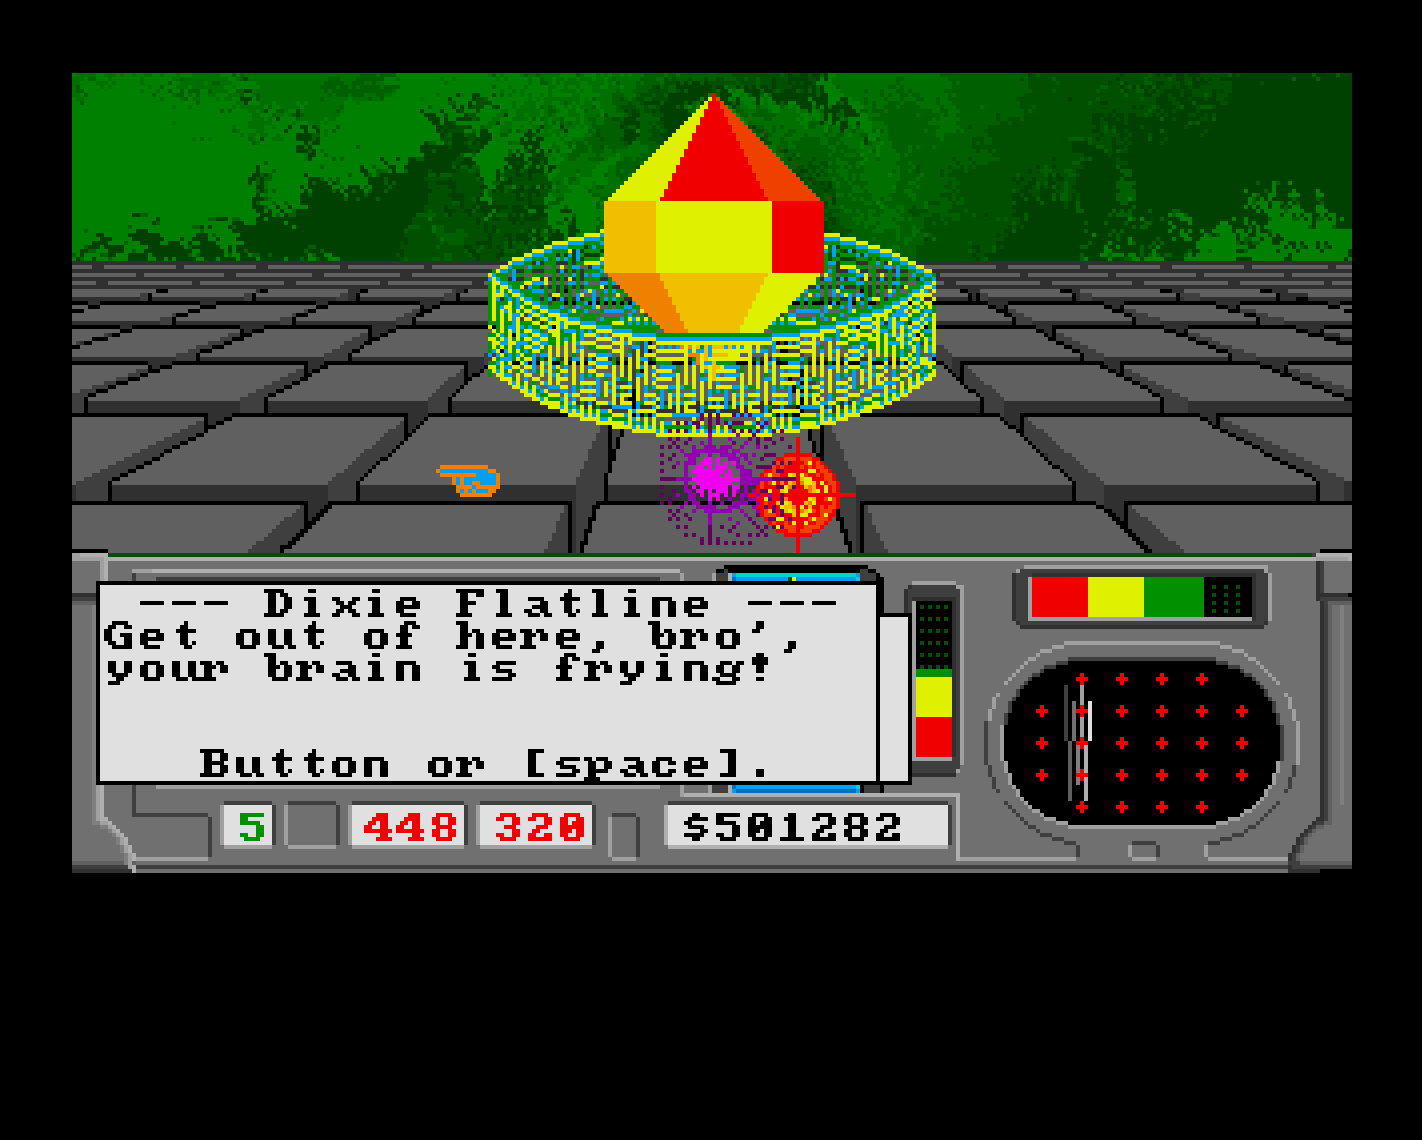 --- Dixie Flatline ---
Get out of here, bro',
your brain is frying!
Button or [space].
5 448 320 $501282